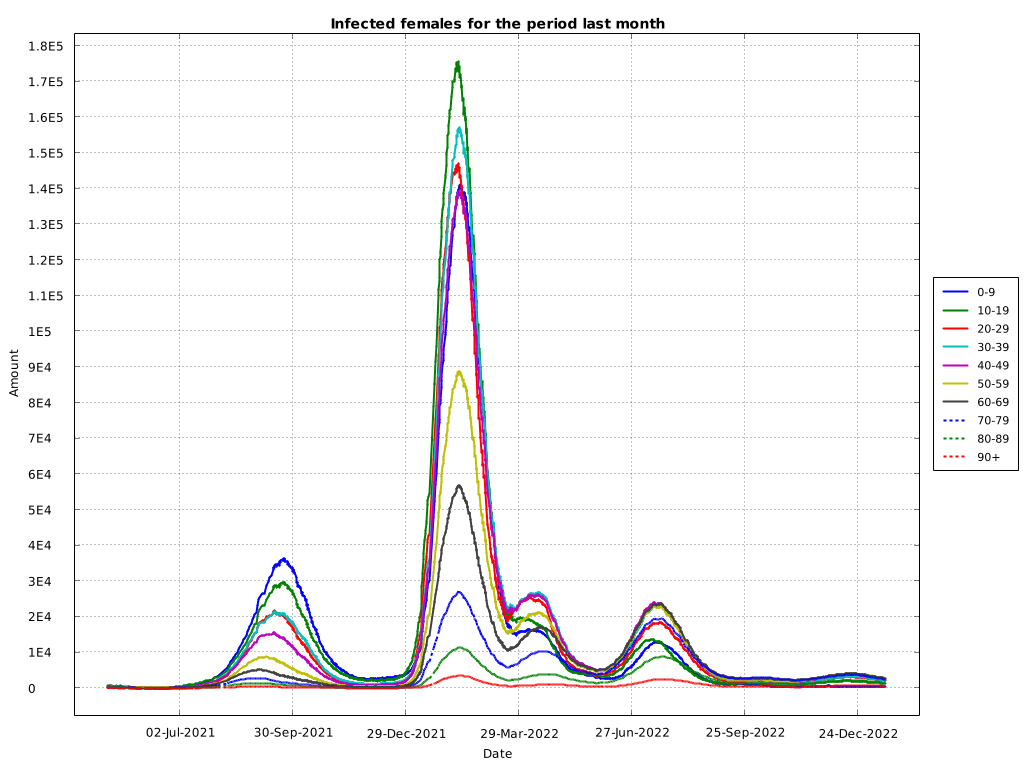 Infected females for the period last month
1.8E5
1.7E5
1.6E5
1.5E5
1.4E5
1.3E5
1.2E5
1.1E5
1E5
9E4
8E4
7E4
6E4
5E4
4E4
3E4
2E4
1E4
0
Amount
02-Jul-2021 30-Sep-2021 29-Dec-2021 29-Mar-2022 27-Jun-2022 25-Sep-2022 24-Dec-2022
Date
0-9
10-19
20-29
30-39
40-49
50-59
60-69
70-79
80-89
90+